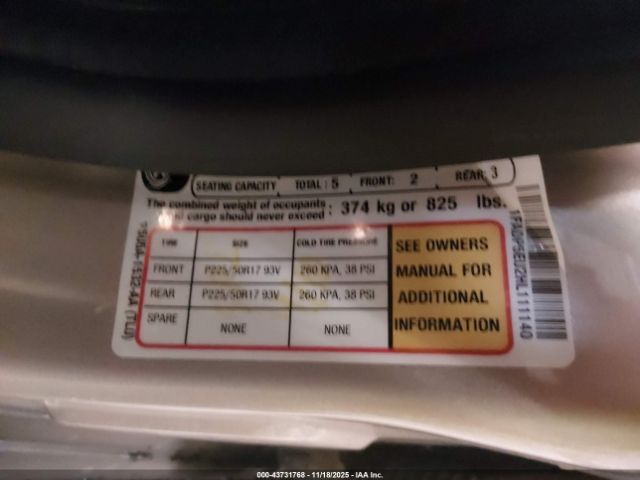 SEATING CAPACITY TOTAL : 5 FRONT: 2 REAR: 3
The combined weight of occupants and cargo should never exceed : 374 kg or 825 lbs.
TIRE SIZE COLD TIRE PRESSURE
FRONT P225/50R17 93V 260 KPA, 38 PSI
REAR P225/50R17 93V 260 KPA, 38 PSI
SPARE NONE NONE
SEE OWNERS
MANUAL FOR
ADDITIONAL
INFORMATION
000-43731768 - 11/18/2025 - IAA Inc.